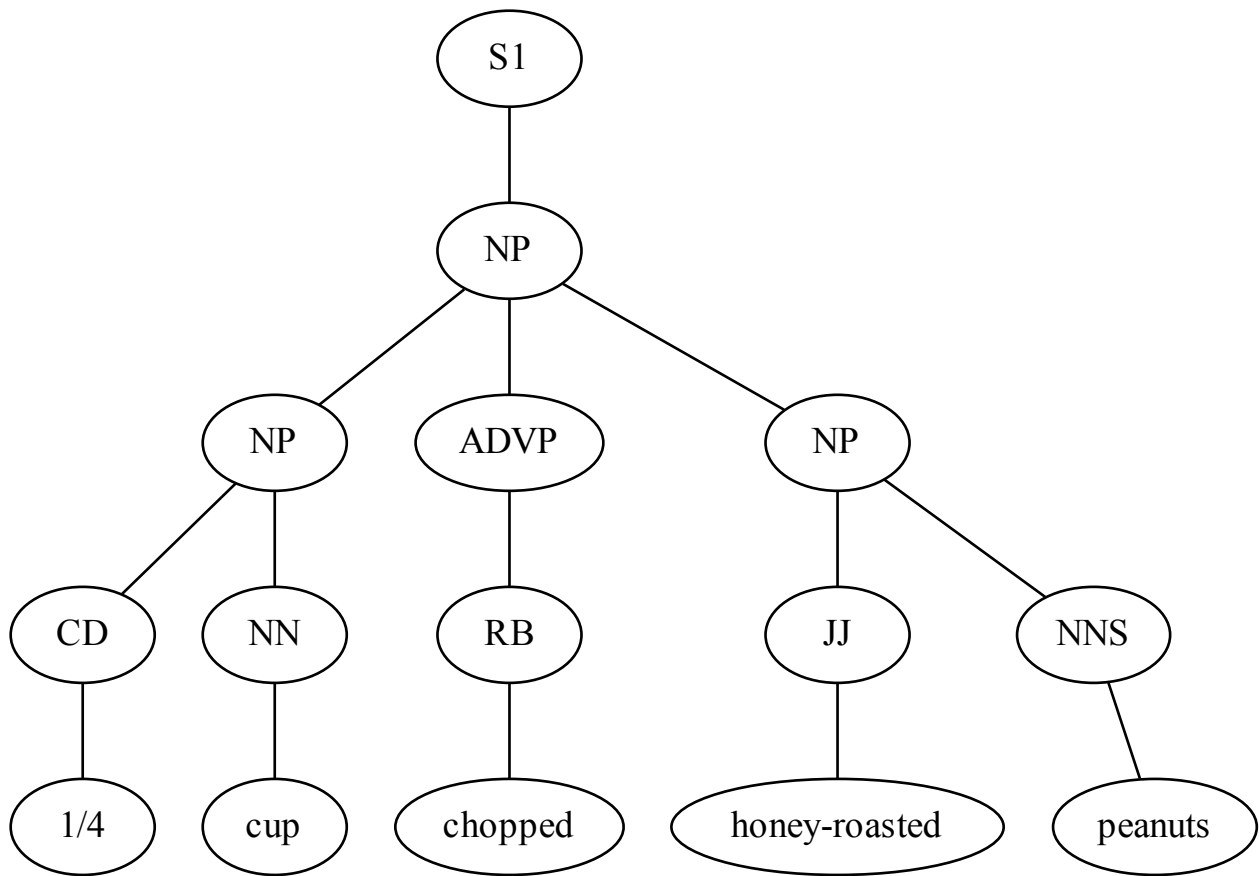 S1
NP
NP ADVP NP
CD NN RB JJ NNS
1/4 cup chopped honey-roasted peanuts